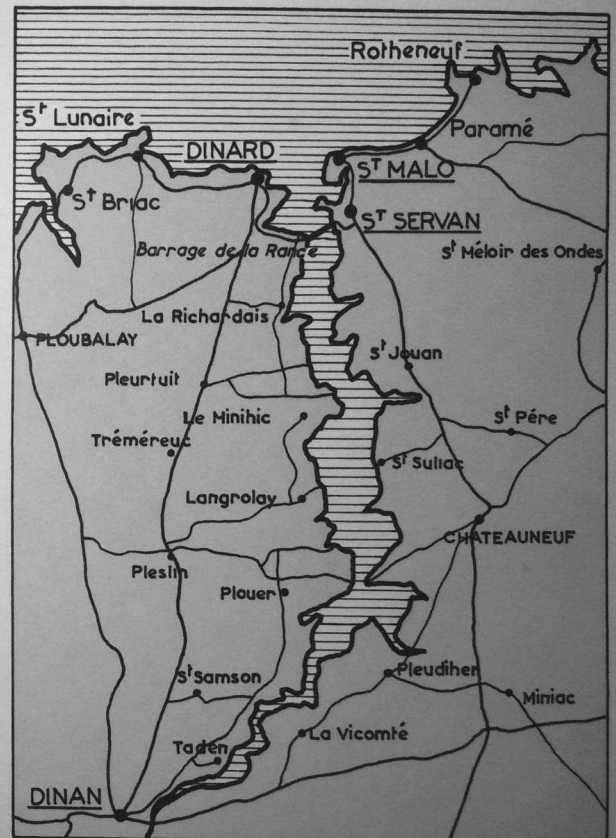 Rotheneuf
St Lunaire
Paramé
DINARD
ST MALO
St Briac
ST SERVAN
Barrage de la Rance
St Méloir des Ondes
La Richardais
PLOUBALAY
St Jouan
Pleurtuit
Le Minihic
St Pére
Tréméreuc
St Suliac
Langrolay
CHATEAUNEUF
Pleslin
Plouer
St Samson
Pleudihen
Miniac
La Vicomté
Taden
DINAN